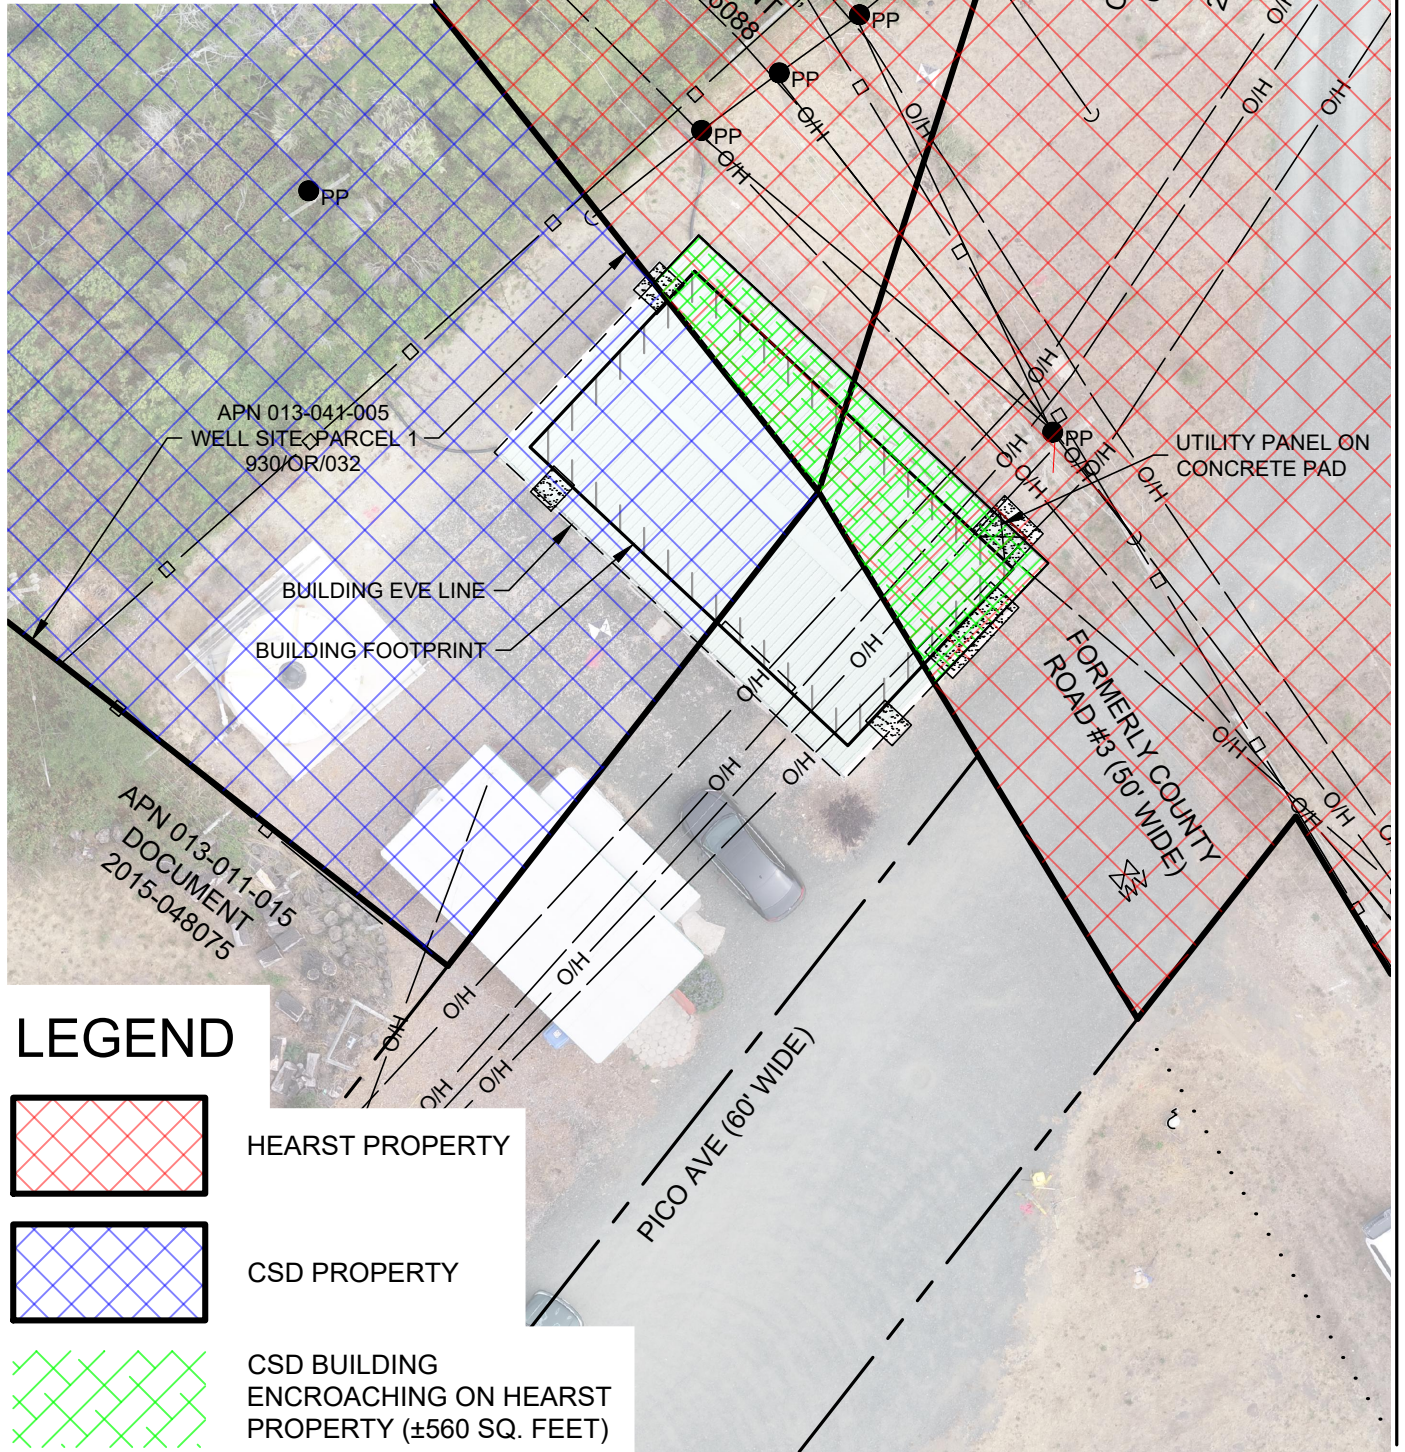 6088
PP
PP
PP
PP
O/H
O/H
O/H
O/H
O/H
O/H
APN 013-041-005
WELL SITE PARCEL 1
930/OR/032
O/H
O/H
O/H
PP
O/H
O/H
O/H
UTILITY PANEL ON
CONCRETE PAD
BUILDING EVE LINE
BUILDING FOOTPRINT
O/H
O/H
O/H
O/H
O/H
FORMERLY COUNTY
ROAD #3 (50' WIDE)
O/H
O/H
APN 013-011-015
DOCUMENT
2015-048075
O/H
O/H
O/H
O/H
O/H
PICO AVE (60' WIDE)
LEGEND
HEARST PROPERTY
CSD PROPERTY
CSD BUILDING
ENCROACHING ON HEARST
PROPERTY (±560 SQ. FEET)